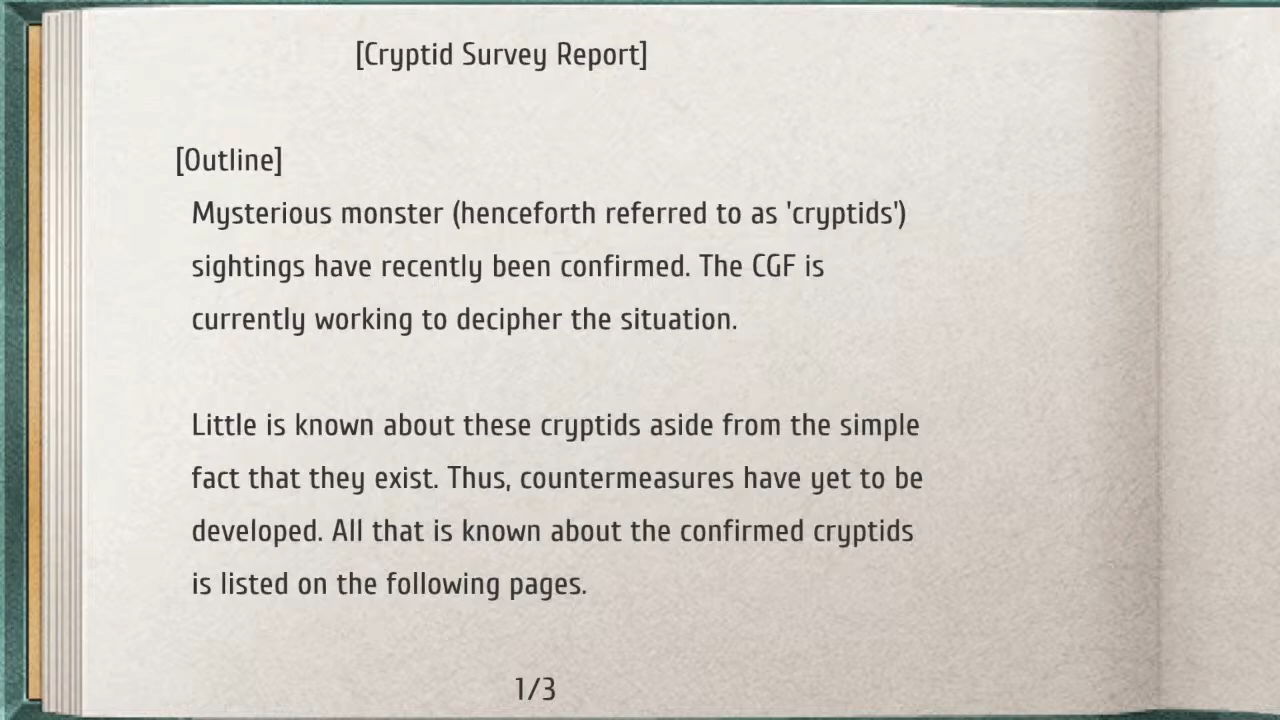 [Cryptid Survey Report]
[Outline]
Mysterious monster (henceforth referred to as 'cryptids')
sightings have recently been confirmed. The CGF is
currently working to decipher the situation.
Little is known about these cryptids aside from the simple
fact that they exist. Thus, countermeasures have yet to be
developed. All that is known about the confirmed cryptids
is listed on the following pages.
1/3